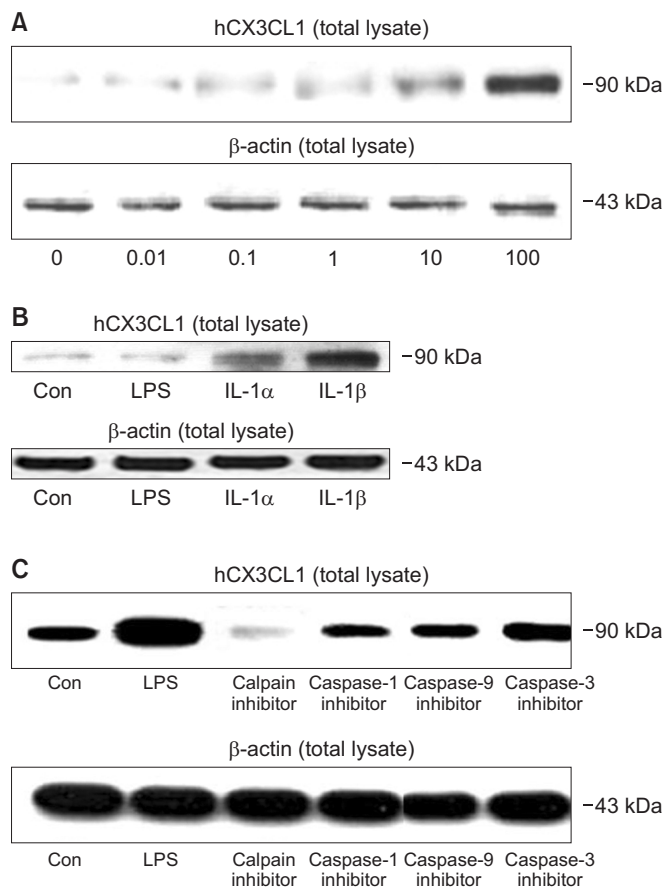 A
hCX3CL1 (total lysate)
−90 kDa
β-actin (total lysate)
−43 kDa
0 0.01 0.1 1 10 100
B
hCX3CL1 (total lysate)
−90 kDa
Con LPS IL-1α IL-1β
β-actin (total lysate)
−43 kDa
Con LPS IL-1α IL-1β
C
hCX3CL1 (total lysate)
−90 kDa
Con LPS Calpain Caspase-1 Caspase-9 Caspase-3
inhibitor inhibitor inhibitor inhibitor
β-actin (total lysate)
−43 kDa
Con LPS Calpain Caspase-1 Caspase-9 Caspase-3
inhibitor inhibitor inhibitor inhibitor